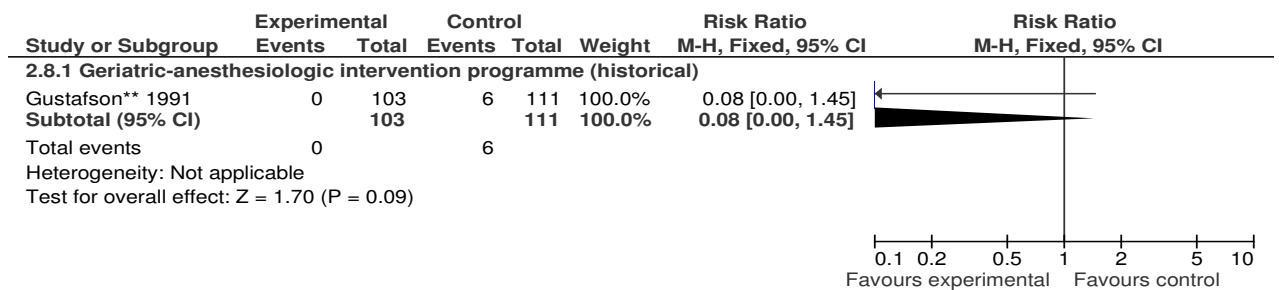 Experimental Control Risk Ratio Risk Ratio
Study or Subgroup Events Total Events Total Weight M-H, Fixed, 95% CI M-H, Fixed, 95% CI
2.8.1 Geriatric-anesthesiologic intervention programme (historical)
Gustafson** 1991 0 103 6 111 100.0% 0.08 [0.00, 1.45]
Subtotal (95% CI) 103 111 100.0% 0.08 [0.00, 1.45]
Total events 0 6
Heterogeneity: Not applicable
Test for overall effect: Z = 1.70 (P = 0.09)
0.1 0.2 0.5 1 2 5 10
Favours experimental Favours control